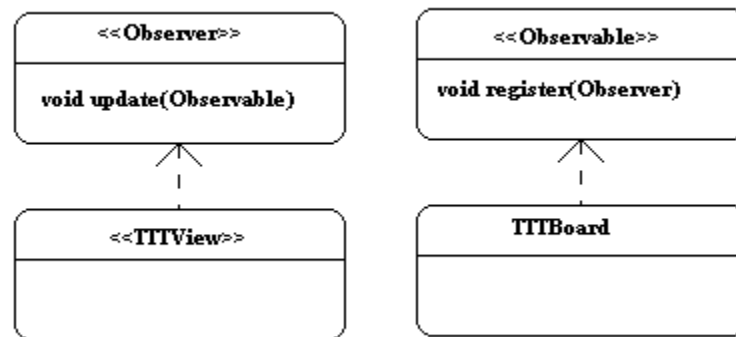 <<Observer>>
void update(Observable)
<<Observable>>
void register(Observer)
<<TTTView>>
TTTBoard